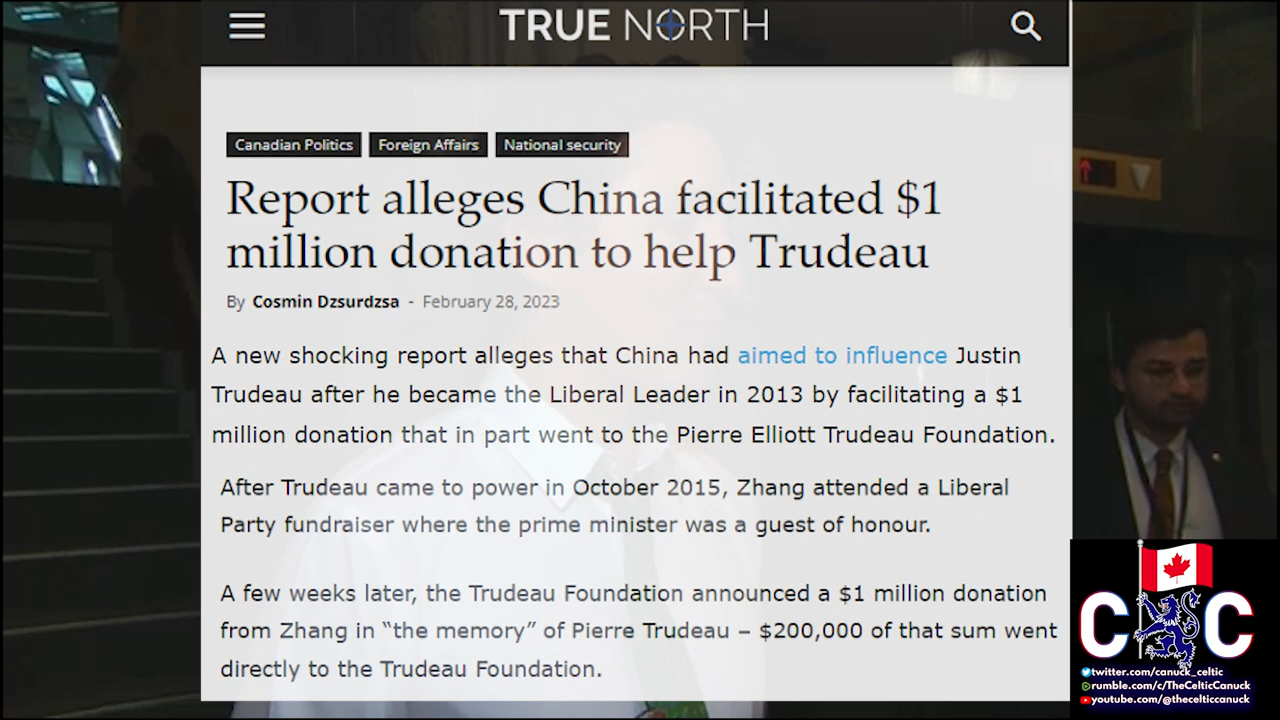 TRUE NORTH
Canadian Politics Foreign Affairs National security
Report alleges China facilitated $1
million donation to help Trudeau
By Cosmin Dzsurdzsa - February 28, 2023
A new shocking report alleges that China had aimed to influence Justin
Trudeau after he became the Liberal Leader in 2013 by facilitating a $1
million donation that in part went to the Pierre Elliott Trudeau Foundation.
After Trudeau came to power in October 2015, Zhang attended a Liberal
Party fundraiser where the prime minister was a guest of honour.
A few weeks later, the Trudeau Foundation announced a $1 million donation
from Zhang in “the memory” of Pierre Trudeau – $200,000 of that sum went
directly to the Trudeau Foundation.
C C
twitter.com/canuck_celtic
rumble.com/c/TheCelticCanuck
youtube.com/@thecelticcanuck